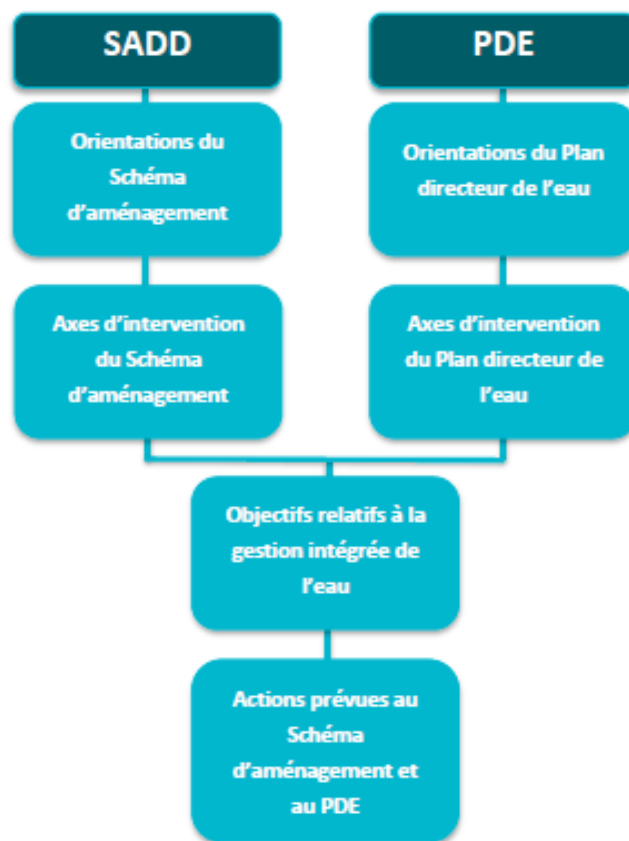 SADD
Orientations du
Schéma
d'aménagement
Axes d'intervention
du Schéma
d'aménagement
PDE
Orientations du Plan
directeur de l'eau
Axes d'intervention
du Plan directeur de
l'eau
Objectifs relatifs à la
gestion intégrée de
l'eau
Actions prévues au
Schéma
d'aménagement et
au PDE